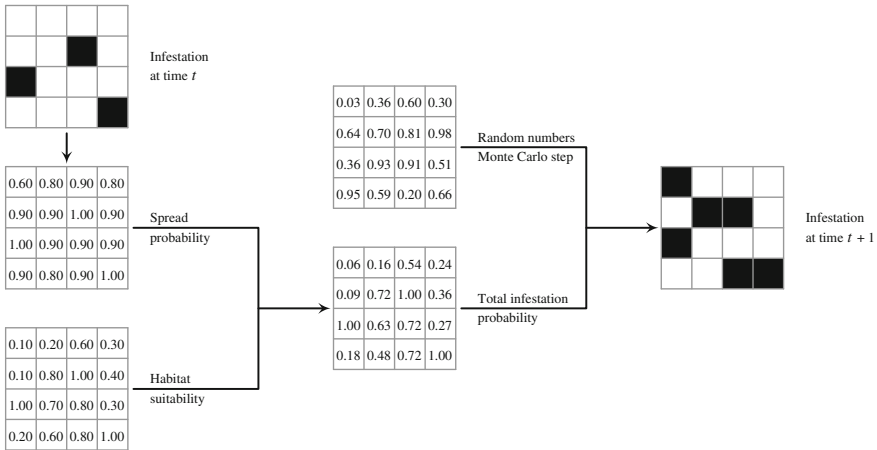 Infestation
at time t
0.60 0.80 0.90 0.80
0.90 0.90 1.00 0.90
1.00 0.90 0.90 0.90
0.90 0.80 0.90 1.00
Spread
probability
0.10 0.20 0.60 0.30
0.10 0.80 1.00 0.40
1.00 0.70 0.80 0.30
0.20 0.60 0.80 1.00
Habitat
suitability
0.03 0.36 0.60 0.30
0.64 0.70 0.81 0.98
0.36 0.93 0.91 0.51
0.95 0.59 0.20 0.66
Random numbers
Monte Carlo step
0.06 0.16 0.54 0.24
0.09 0.72 1.00 0.36
1.00 0.63 0.72 0.27
0.18 0.48 0.72 1.00
Total infestation
probability
Infestation
at time t + 1